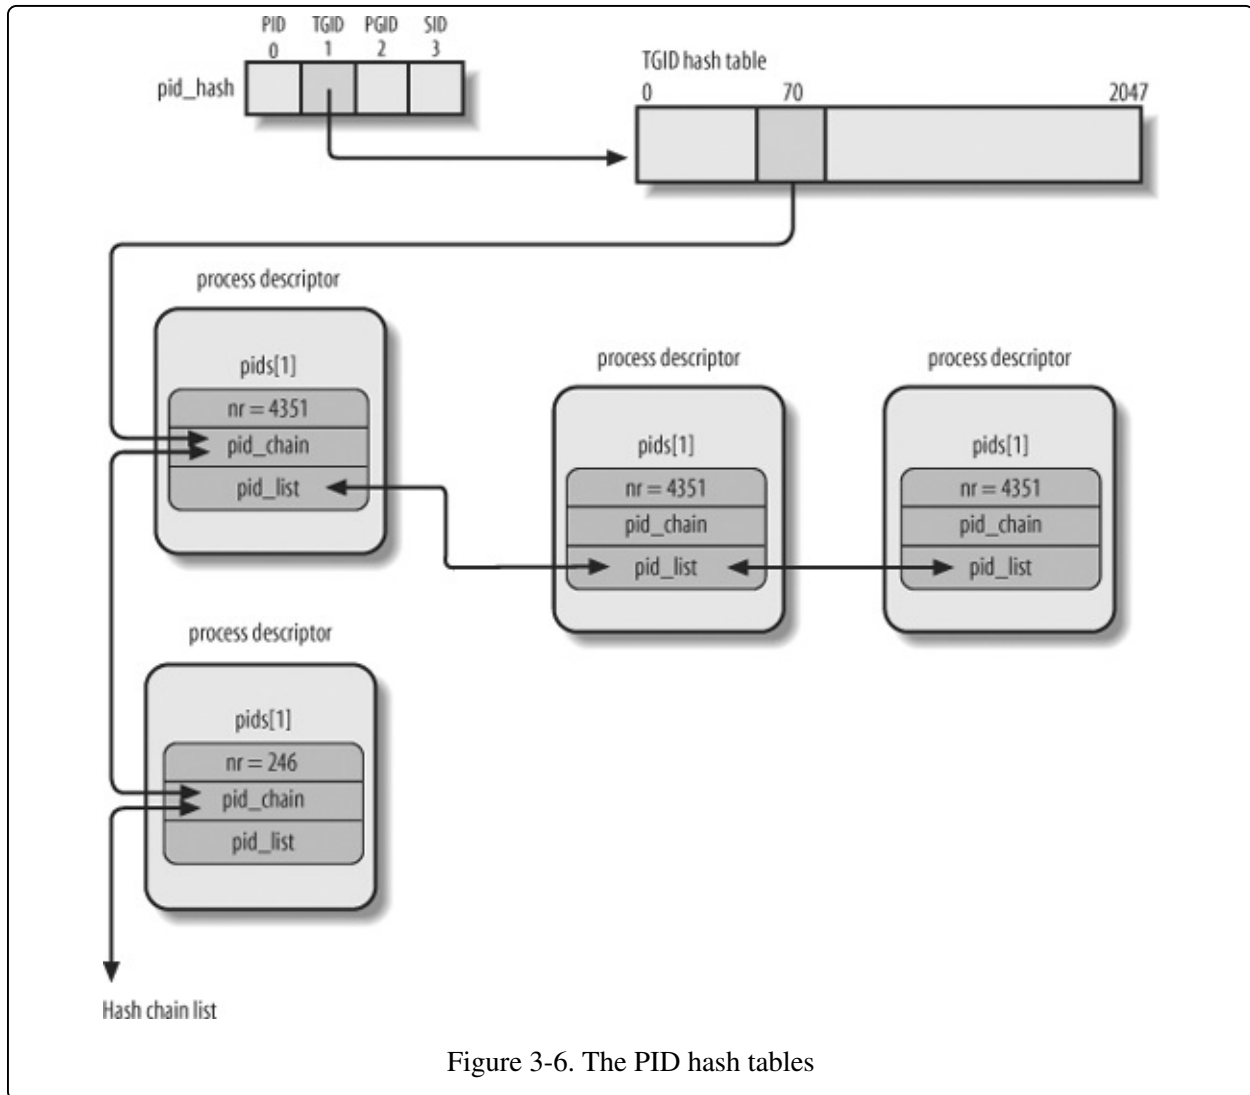 PID TGID PGID SID
0 1 2 3
pid_hash
TGID hash table
0 70 2047
process descriptor
pids[1]
nr = 4351
pid_chain
pid_list
process descriptor
pids[1]
nr = 4351
pid_chain
pid_list
process descriptor
pids[1]
nr = 4351
pid_chain
pid_list
process descriptor
pids[1]
nr = 246
pid_chain
pid_list
Hash chain list
Figure 3-6. The PID hash tables